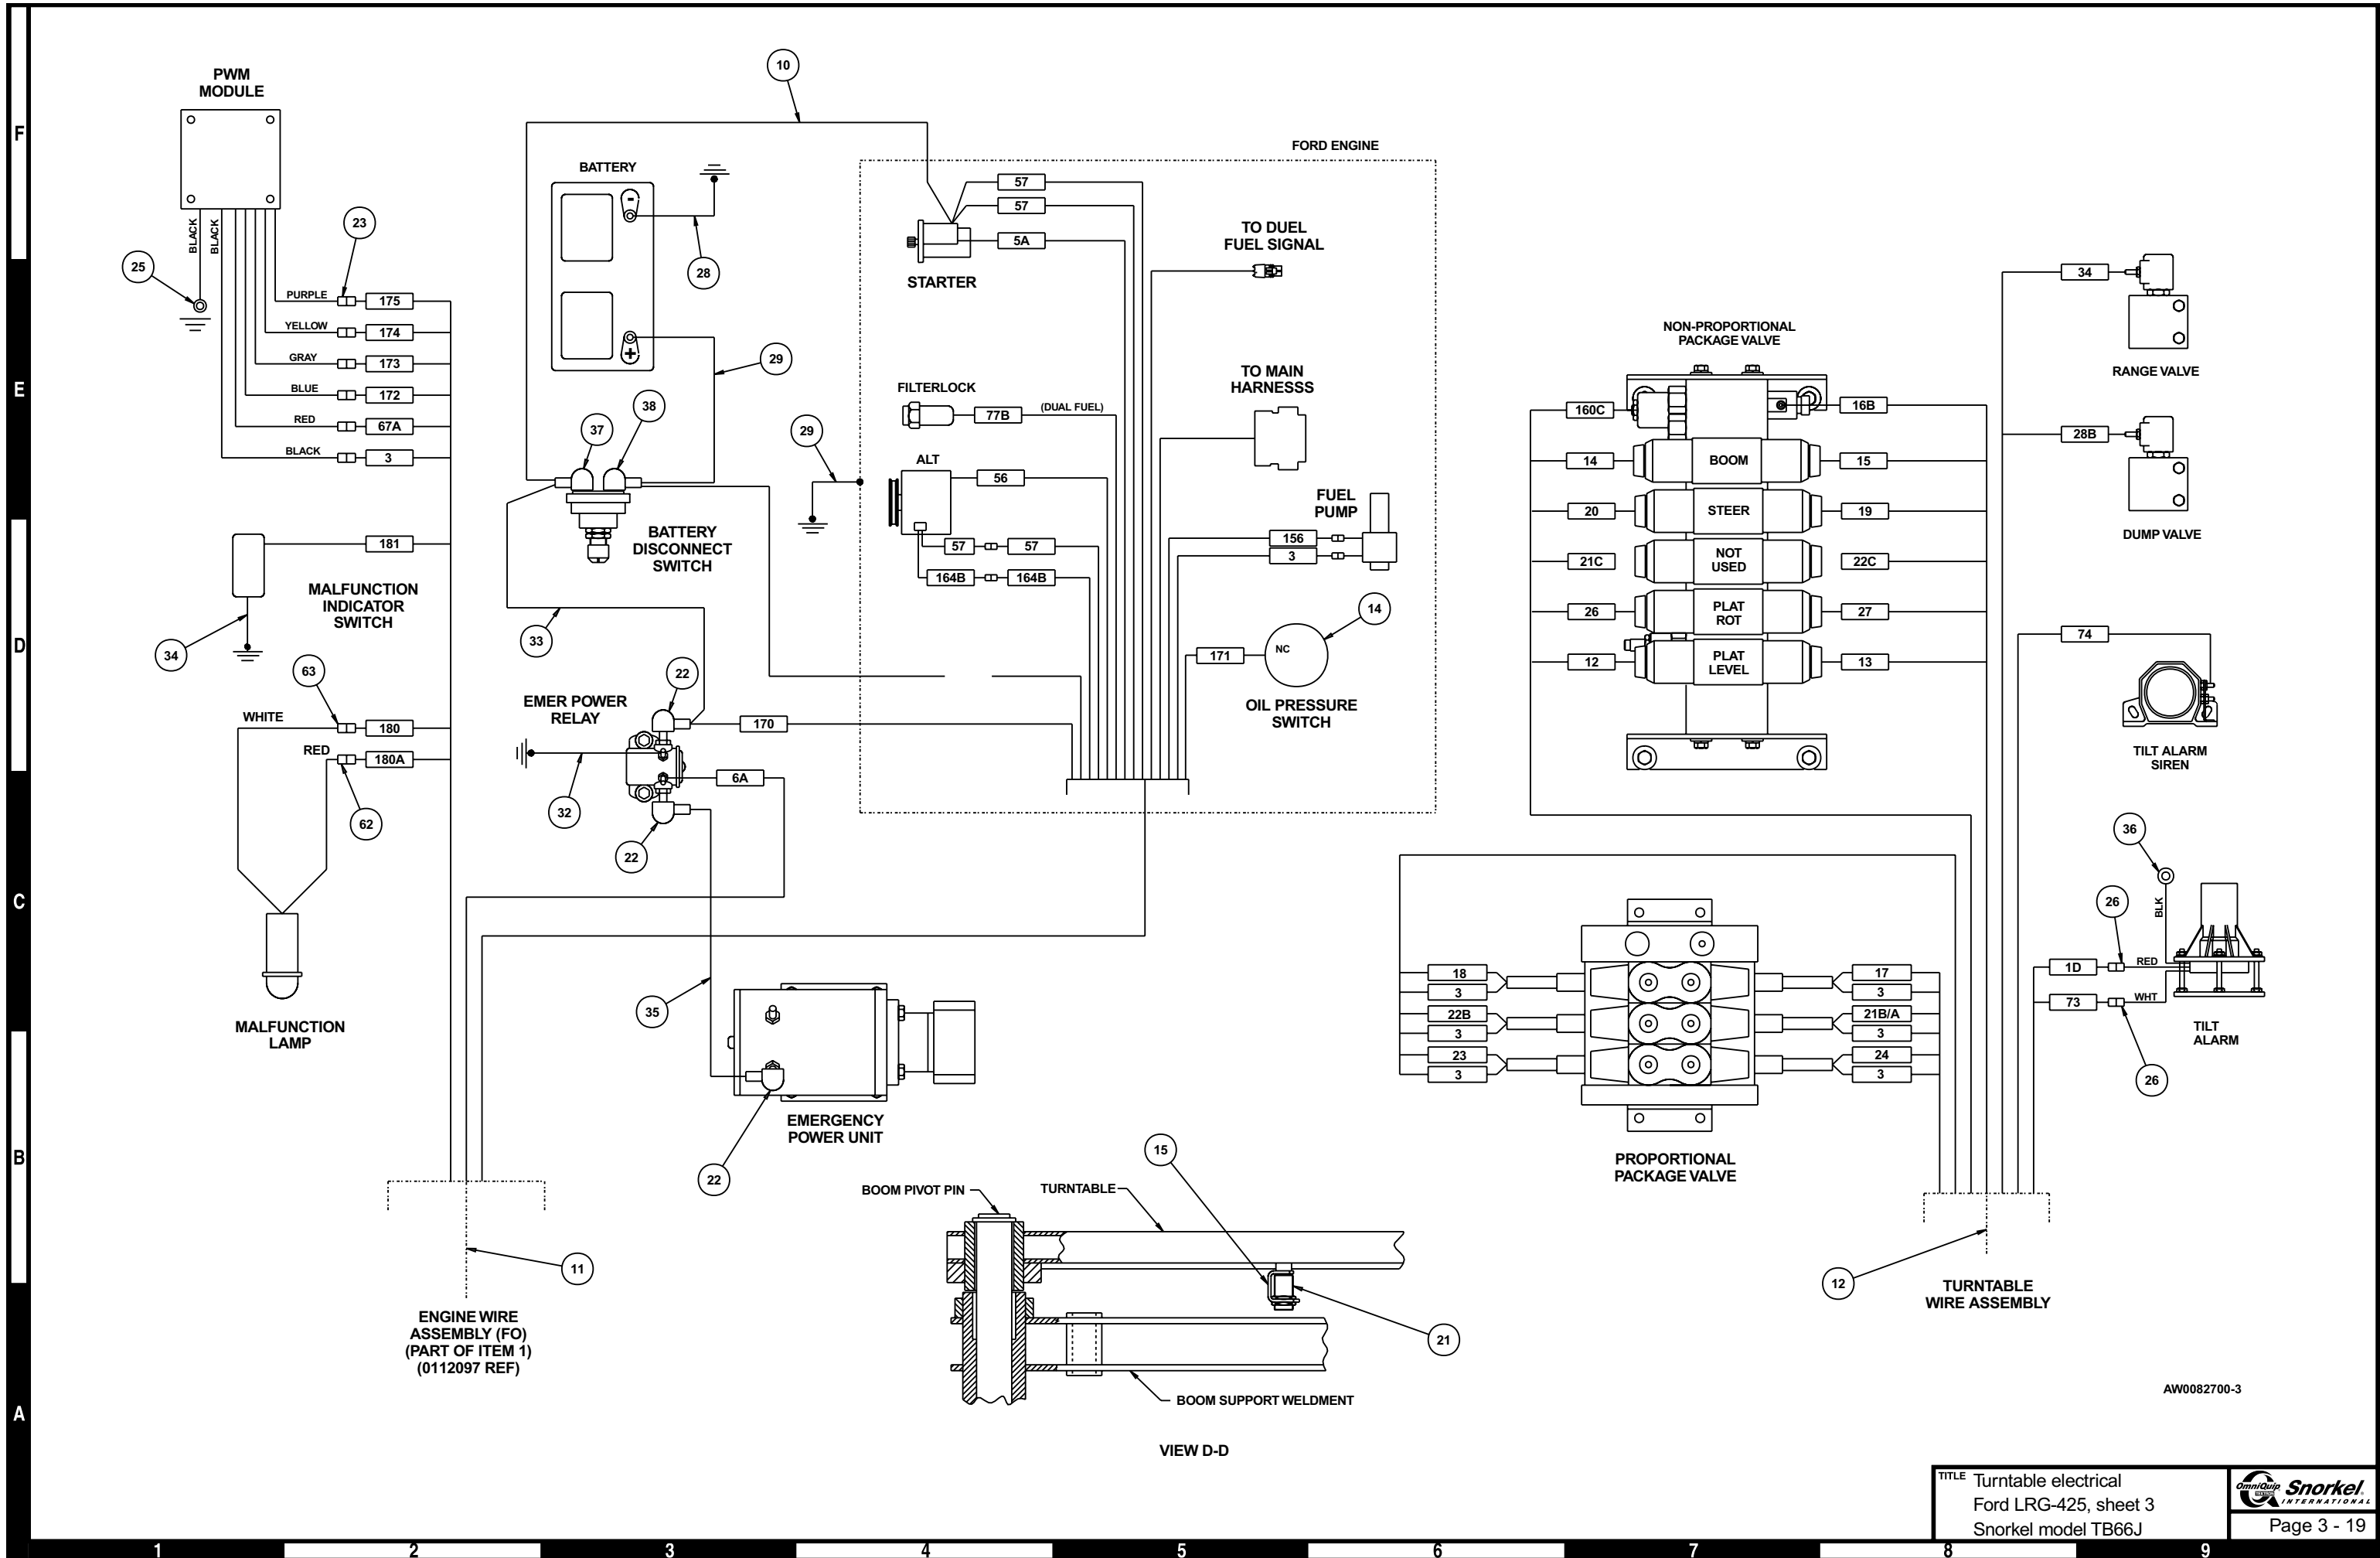 PWM
MODULE
BLACK
BLACK
25
23
PURPLE
175
YELLOW
174
GRAY
173
BLUE
172
RED
67A
BLACK
3
181
MALFUNCTION
INDICATOR
SWITCH
34
63
WHITE
180
RED
180A
62
MALFUNCTION
LAMP
10
BATTERY
-
+
28
29
37
38
BATTERY
DISCONNECT
SWITCH
33
22
EMER POWER
RELAY
170
6A
32
22
35
EMERGENCY
POWER UNIT
22
11
ENGINE WIRE
ASSEMBLY (FO)
(PART OF ITEM 1)
(0112097 REF)
FORD ENGINE
57
57
5A
STARTER
TO DUEL
FUEL SIGNAL
FILTERLOCK
77B
(DUAL FUEL)
29
ALT
56
57
57
164B
164B
TO MAIN
HARNESSS
FUEL
PUMP
156
3
14
NC
171
OIL PRESSURE
SWITCH
NON-PROPORTIONAL
PACKAGE VALVE
160C
16B
14
BOOM
15
20
STEER
19
21C
NOT
USED
22C
26
PLAT
ROT
27
12
PLAT
LEVEL
13
34
RANGE VALVE
28B
DUMP VALVE
74
TILT ALARM
SIREN
36
BLK
26
1D
RED
73
WHT
TILT
ALARM
26
18
3
22B
3
23
3
17
3
21B/A
3
24
3
PROPORTIONAL
PACKAGE VALVE
12
TURNTABLE
WIRE ASSEMBLY
15
BOOM PIVOT PIN
TURNTABLE
21
BOOM SUPPORT WELDMENT
VIEW D-D
AW0082700-3
TITLE Turntable electrical
Ford LRG-425, sheet 3
Snorkel model TB66J
OmniQuip
Snorkel
INTERNATIONAL
Page 3 - 19
F
E
D
C
B
A
1 2 3 4 5 6 7 8 9